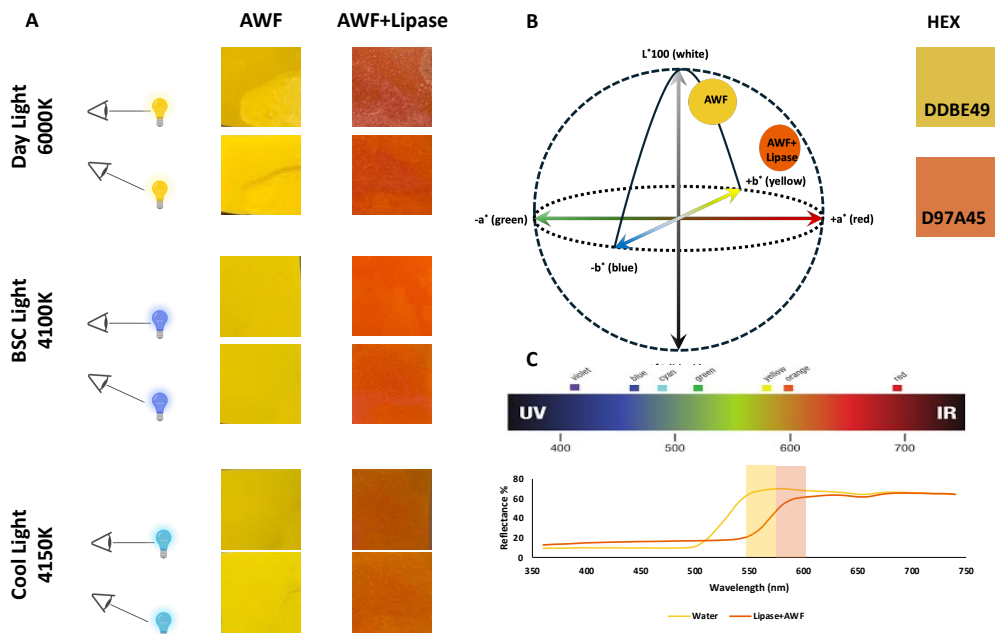 A
AWF
AWF+Lipase
Day Light
6000K
BSC Light
4100K
Cool Light
4150K
B
L*100 (white)
AWF
AWF+
Lipase
+b* (yellow)
-a* (green)
+a* (red)
-b* (blue)
HEX
DDBE49
D97A45
C
violet
blue
cyan
green
yellow
orange
red
UV
IR
400
500
600
700
Reflectance %
80
60
40
20
0
350
400
450
500
550
600
650
700
750
Wavelength (nm)
Water
Lipase+AWF